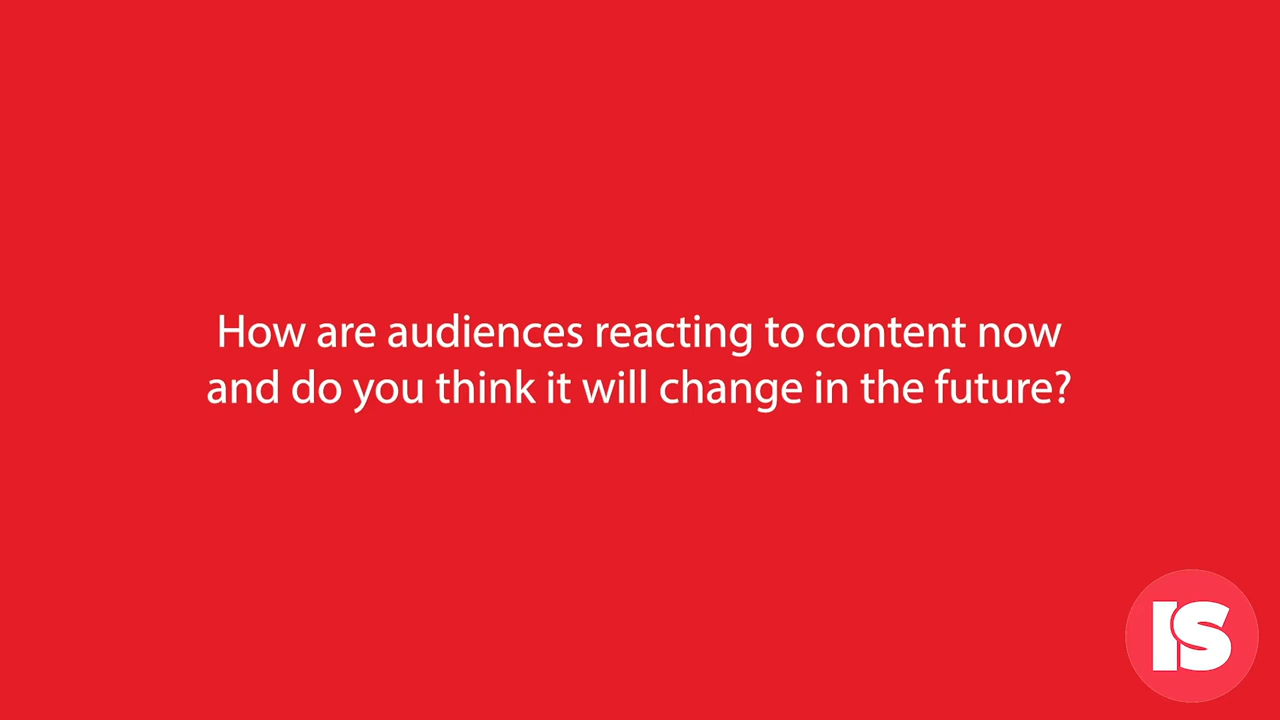 How are audiences reacting to content now
and do you think it will change in the future?
IS